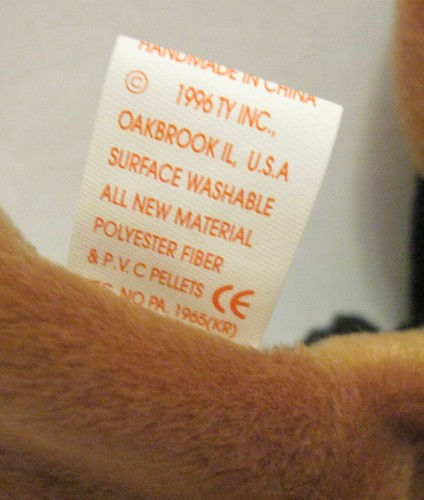 HANDMADE IN CHINA
© 1996 TY INC.,
OAKBROOK IL, U.S.A
SURFACE WASHABLE
ALL NEW MATERIAL
POLYESTER FIBER
& P.V.C PELLETS CE
NO PA. 1965(KR)